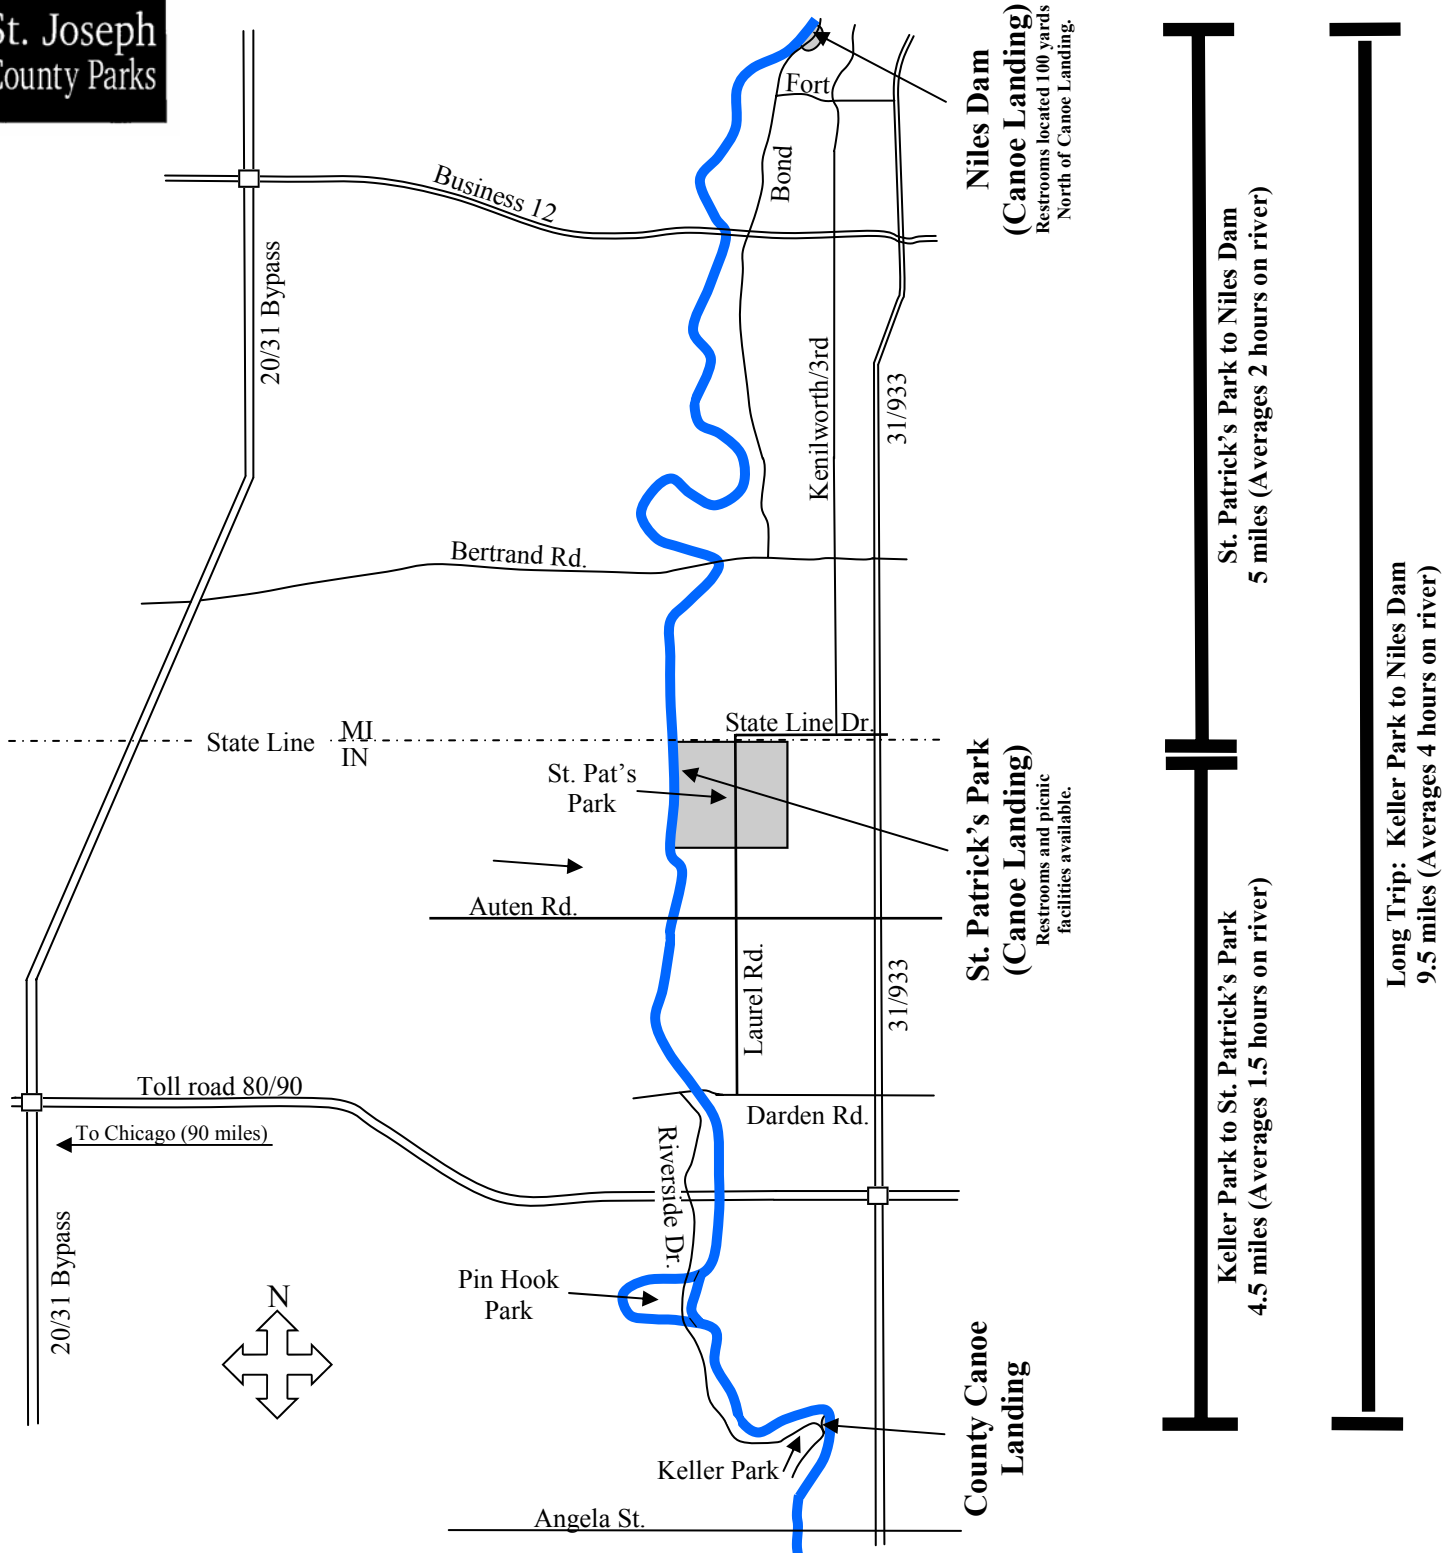 St. Joseph
County Parks
Fort
Bond
Business 12
20/31 Bypass
Kenilworth/3rd
31/933
Bertrand Rd.
State Line
MI
IN
State Line Dr.
St. Pat's
Park
Auten Rd.
Laurel Rd.
31/933
Toll road 80/90
To Chicago (90 miles)
Darden Rd.
Riverside Dr.
20/31 Bypass
Pin Hook
Park
N
Keller Park
Angela St.
Niles Dam
(Canoe Landing)
Restrooms located 100 yards
North of Canoe Landing.
St. Patrick's Park
(Canoe Landing)
Restrooms and picnic
facilities available.
County Canoe
Landing
St. Patrick's Park to Niles Dam
5 miles (Averages 2 hours on river)
Keller Park to St. Patrick's Park
4.5 miles (Averages 1.5 hours on river)
Long Trip: Keller Park to Niles Dam
9.5 miles (Averages 4 hours on river)